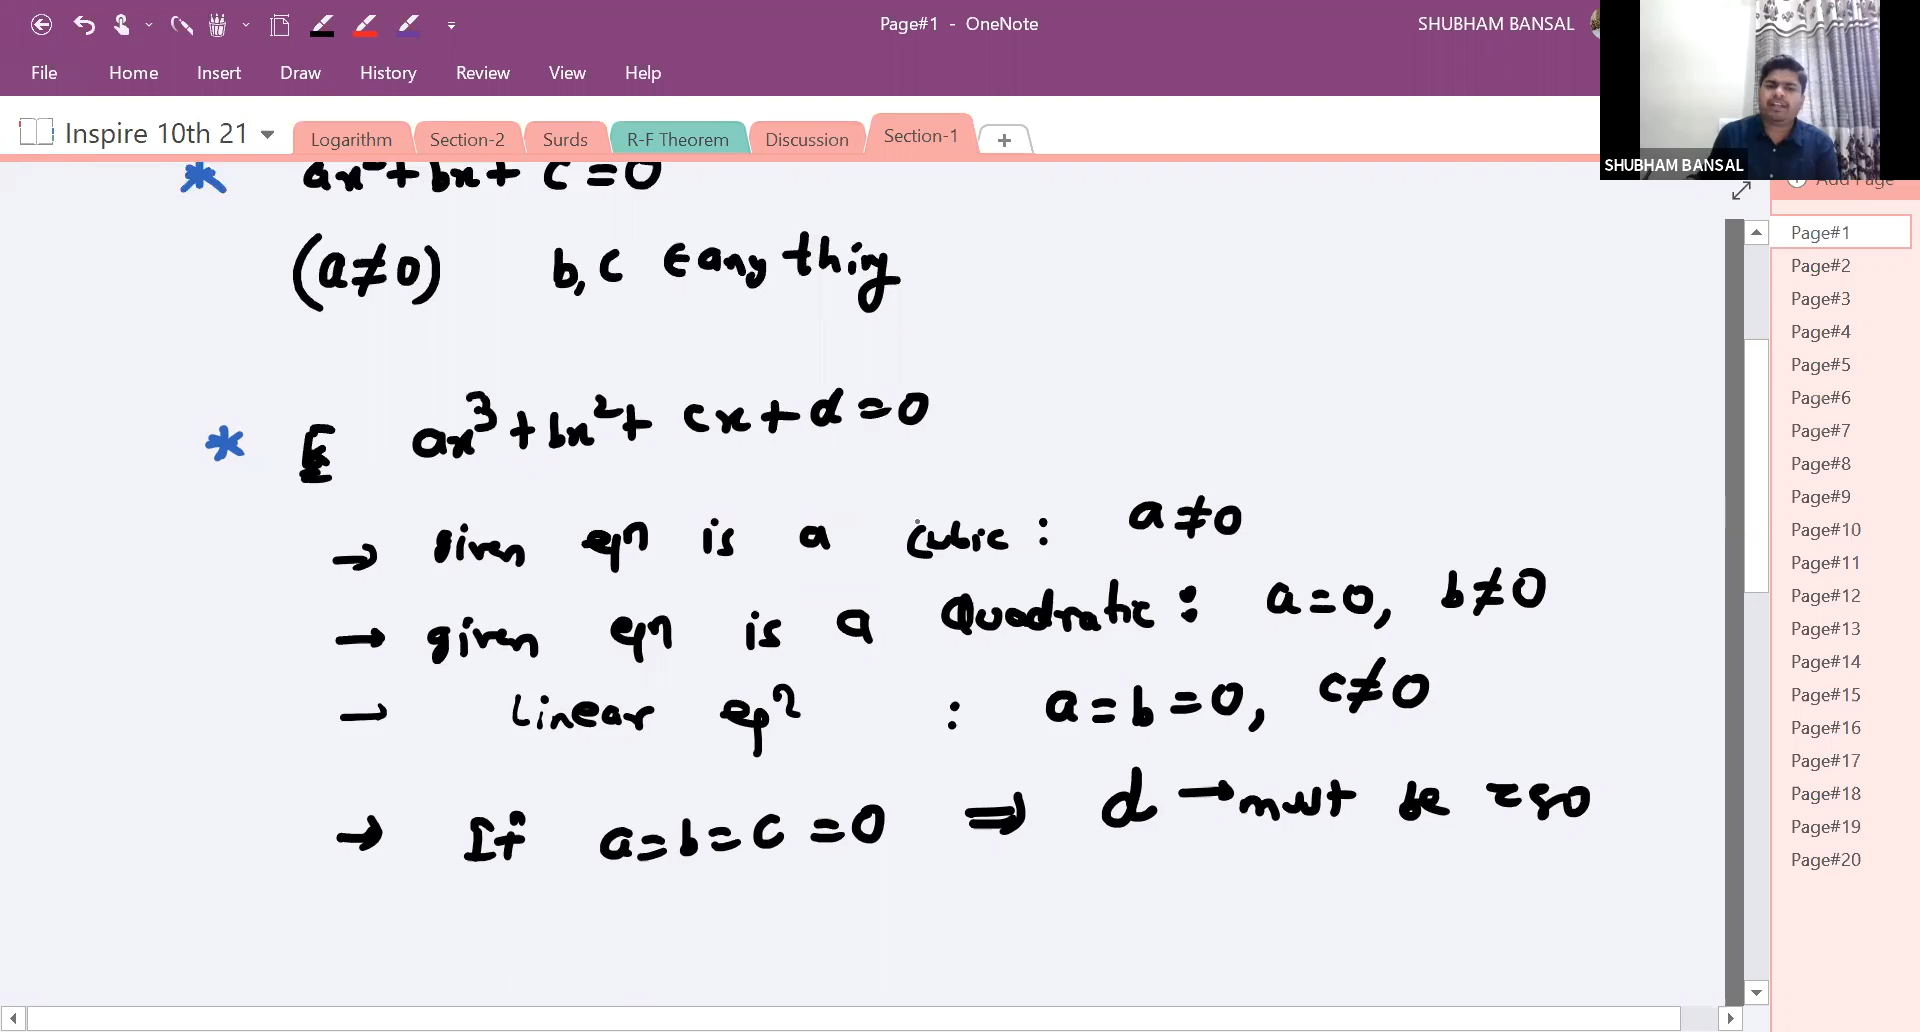 Page#1 - OneNote
SHUBHAM BANSAL
File Home Insert Draw History Review View Help
SHUBHAM BANSAL
Inspire 10th 21
Logarithm Section-2 Surds R-F Theorem Discussion Section-1 +
Add Page
* ax²+bx+c=0
(a≠0) b,c ∈ anything
* E ax³+bx²+cx+d=0
→ given eqn is a cubic : a≠0
→ given eqn is a Quadratic : a=0, b≠0
→ Linear eqn : a=b=0, c≠0
→ If a=b=c=0 ⇒ d → must be zero
Page#1
Page#2
Page#3
Page#4
Page#5
Page#6
Page#7
Page#8
Page#9
Page#10
Page#11
Page#12
Page#13
Page#14
Page#15
Page#16
Page#17
Page#18
Page#19
Page#20